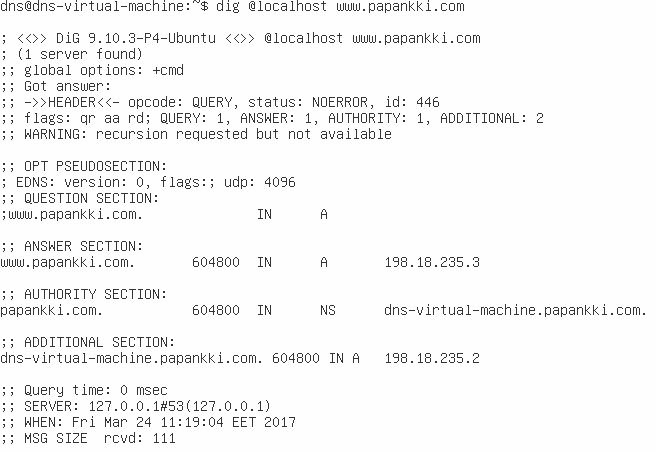 dns@dns-virtual-machine:~$ dig @localhost www.papankki.com
; <<>> DiG 9.10.3-P4-Ubuntu <<>> @localhost www.papankki.com
; (1 server found)
;; global options: +cmd
;; Got answer:
;; ->>HEADER<<- opcode: QUERY, status: NOERROR, id: 446
;; flags: qr aa rd; QUERY: 1, ANSWER: 1, AUTHORITY: 1, ADDITIONAL: 2
;; WARNING: recursion requested but not available
;; OPT PSEUDOSECTION:
; EDNS: version: 0, flags:; udp: 4096
;; QUESTION SECTION:
;www.papankki.com. IN A
;; ANSWER SECTION:
www.papankki.com. 604800 IN A 198.18.235.3
;; AUTHORITY SECTION:
papankki.com. 604800 IN NS dns-virtual-machine.papankki.com.
;; ADDITIONAL SECTION:
dns-virtual-machine.papankki.com. 604800 IN A 198.18.235.2
;; Query time: 0 msec
;; SERVER: 127.0.0.1#53(127.0.0.1)
;; WHEN: Fri Mar 24 11:19:04 EET 2017
;; MSG SIZE rcvd: 111